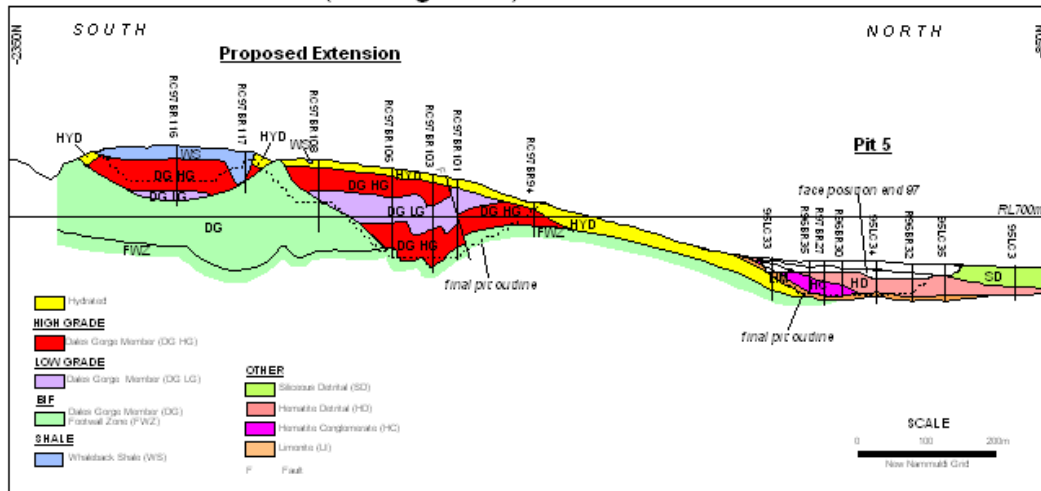 SOUTH
NORTH
Proposed Extension
Pit 5
RC97BR116
RC97BR117
RC97BR108
RC97BR106
RC97BR103
RC97BR101
RC97BR94
HYD
HYD
WS
WS
HYD
F
DG HG
DG LG
DG HG
DG LG
DG HG
DG HG
DG
FWZ
FWZ
HYD
final pit outline
face position end 97
RL700m
95LC33
R95BR35
R97BR27
R96BR30
95LC34
R95BR32
95LC35
95LC3
HC
HD
SD
final pit outline
Hydrated
HIGH GRADE
Dales Gorge Member (DG HG)
LOW GRADE
Dales Gorge Member (DG LG)
BIF
Dales Gorge Member (DG)
Footwall Zone (FWZ)
SHALE
Whaleback Shale (WS)
OTHER
Siliceous Detrital (SD)
Hematite Detrital (HD)
Hematite Conglomerate (HC)
Limonite (LI)
F Fault
SCALE
0 100 200m
New Nammuldi Grid